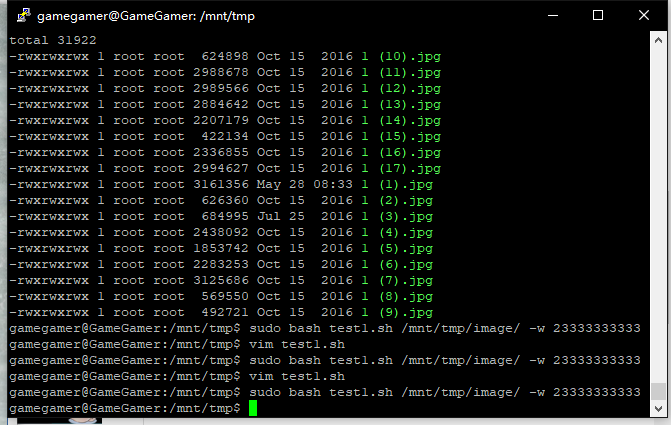 gamegamer@GameGamer: /mnt/tmp
total 31922
-rwxrwxrwx 1 root root  624898 Oct 15  2016 1 (10).jpg
-rwxrwxrwx 1 root root 2988678 Oct 15  2016 1 (11).jpg
-rwxrwxrwx 1 root root 2989566 Oct 15  2016 1 (12).jpg
-rwxrwxrwx 1 root root 2884642 Oct 15  2016 1 (13).jpg
-rwxrwxrwx 1 root root 2207179 Oct 15  2016 1 (14).jpg
-rwxrwxrwx 1 root root  422134 Oct 15  2016 1 (15).jpg
-rwxrwxrwx 1 root root 2336855 Oct 15  2016 1 (16).jpg
-rwxrwxrwx 1 root root 2994627 Oct 15  2016 1 (17).jpg
-rwxrwxrwx 1 root root 3161356 May 28 08:33 1 (1).jpg
-rwxrwxrwx 1 root root  626360 Oct 15  2016 1 (2).jpg
-rwxrwxrwx 1 root root  684995 Jul 25  2016 1 (3).jpg
-rwxrwxrwx 1 root root 2438092 Oct 15  2016 1 (4).jpg
-rwxrwxrwx 1 root root 1853742 Oct 15  2016 1 (5).jpg
-rwxrwxrwx 1 root root 2283253 Oct 15  2016 1 (6).jpg
-rwxrwxrwx 1 root root 3125686 Oct 15  2016 1 (7).jpg
-rwxrwxrwx 1 root root  569550 Oct 15  2016 1 (8).jpg
-rwxrwxrwx 1 root root  492721 Oct 15  2016 1 (9).jpg
gamegamer@GameGamer:/mnt/tmp$ sudo bash test1.sh /mnt/tmp/image/ -w 23333333333
gamegamer@GameGamer:/mnt/tmp$ vim test1.sh
gamegamer@GameGamer:/mnt/tmp$ sudo bash test1.sh /mnt/tmp/image/ -w 23333333333
gamegamer@GameGamer:/mnt/tmp$ vim test1.sh
gamegamer@GameGamer:/mnt/tmp$ sudo bash test1.sh /mnt/tmp/image/ -w 23333333333
gamegamer@GameGamer:/mnt/tmp$